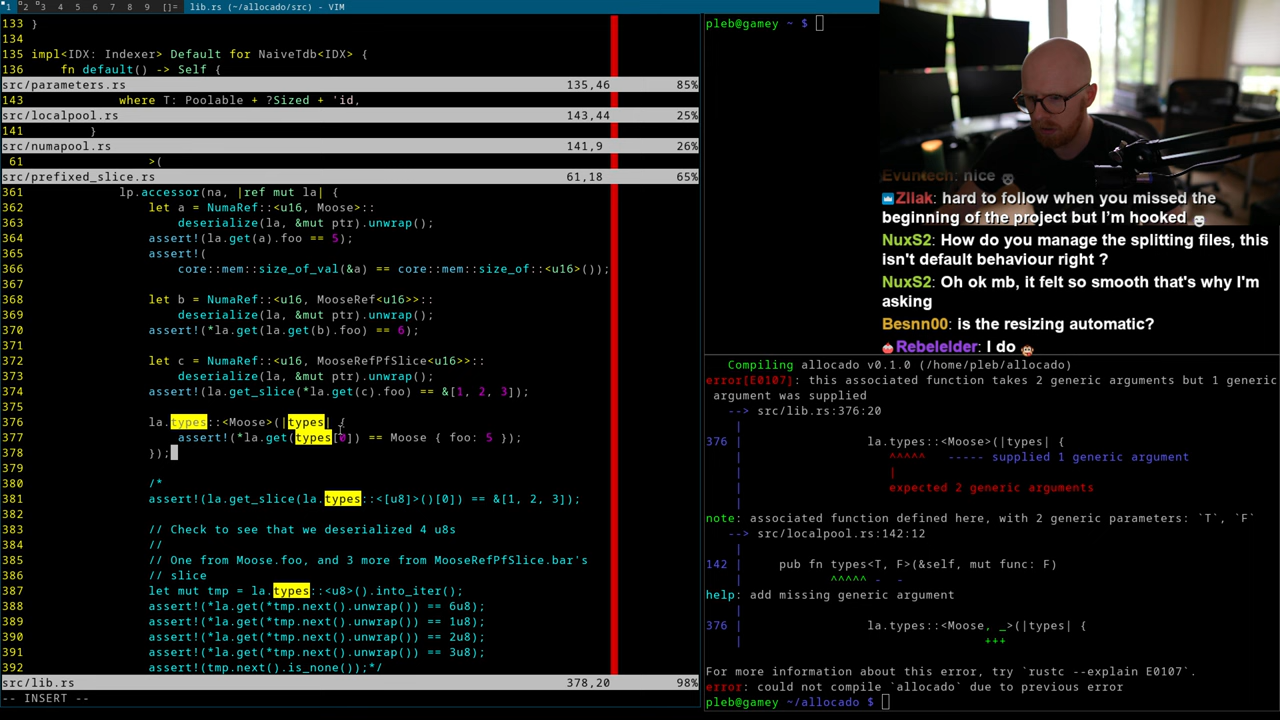 1 2 3 4 5 6 7 8 9 []= lib.rs (~/allocado/src) - VIM
133 }
134
135 impl<IDX: Indexer> Default for NaiveTdb<IDX> {
136     fn default() -> Self {
src/parameters.rs 135,46 85%
143             where T: Poolable + ?Sized + 'id,
src/localpool.rs 143,44 25%
141         }
src/numapool.rs 141,9 26%
61                 >(
src/prefixed_slice.rs 61,18 65%
361             lp.accessor(na, |ref mut la| {
362                 let a = NumaRef::<u16, Moose>::
363                     deserialize(la, &mut ptr).unwrap();
364                 assert!(la.get(a).foo == 5);
365                 assert!(
366                     core::mem::size_of_val(&a) == core::mem::size_of::<u16>());
367
368                 let b = NumaRef::<u16, MooseRef<u16>>::
369                     deserialize(la, &mut ptr).unwrap();
370                 assert!(*la.get(la.get(b).foo) == 6);
371
372                 let c = NumaRef::<u16, MooseRefPfSlice<u16>>::
373                     deserialize(la, &mut ptr).unwrap();
374                 assert!(la.get_slice(*la.get(c).foo) == &[1, 2, 3]);
375
376                 la.types::<Moose>(|types| {
377                     assert!(*la.get(types[0]) == Moose { foo: 5 });
378                 });
379
380                 /*
381                 assert!(la.get_slice(la.types::<[u8]>()[0]) == &[1, 2, 3]);
382
383                 // Check to see that we deserialized 4 u8s
384                 //
385                 // One from Moose.foo, and 3 more from MooseRefPfSlice.bar's
386                 // slice
387                 let mut tmp = la.types::<u8>().into_iter();
388                 assert!(*la.get(*tmp.next().unwrap()) == 6u8);
389                 assert!(*la.get(*tmp.next().unwrap()) == 1u8);
390                 assert!(*la.get(*tmp.next().unwrap()) == 2u8);
391                 assert!(*la.get(*tmp.next().unwrap()) == 3u8);
392                 assert!(tmp.next().is_none());*/
src/lib.rs 378,20 98%
-- INSERT --
pleb@gamey ~ $
Evuntech: nice
Zilak: hard to follow when you missed the
beginning of the project but I'm hooked
NuxS2: How do you manage the splitting files, this
isn't default behaviour right ?
NuxS2: Oh ok mb, it felt so smooth that's why I'm
asking
Besnn00: is the resizing automatic?
Rebelelder: I do
Compiling allocado v0.1.0 (/home/pleb/allocado)
error[E0107]: this associated function takes 2 generic arguments but 1 generic
argument was supplied
--> src/lib.rs:376:20
|
376 |                 la.types::<Moose>(|types| {
|                    ^^^^^   ----- supplied 1 generic argument
|                    |
|                    expected 2 generic arguments
|
note: associated function defined here, with 2 generic parameters: `T`, `F`
--> src/localpool.rs:142:12
|
142 |     pub fn types<T, F>(&self, mut func: F)
|            ^^^^^ -  -
help: add missing generic argument
|
376 |                 la.types::<Moose, _>(|types| {
|                                 +++
For more information about this error, try `rustc --explain E0107`.
error: could not compile `allocado` due to previous error
pleb@gamey ~/allocado $